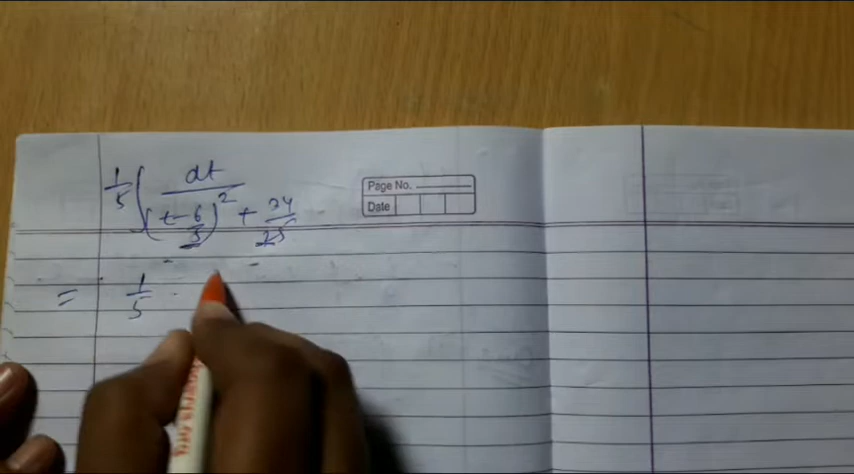 1/5 ∫ dt / ((t - 6/5)² + 24/25)
Page No.
Date
= 1/5 ·